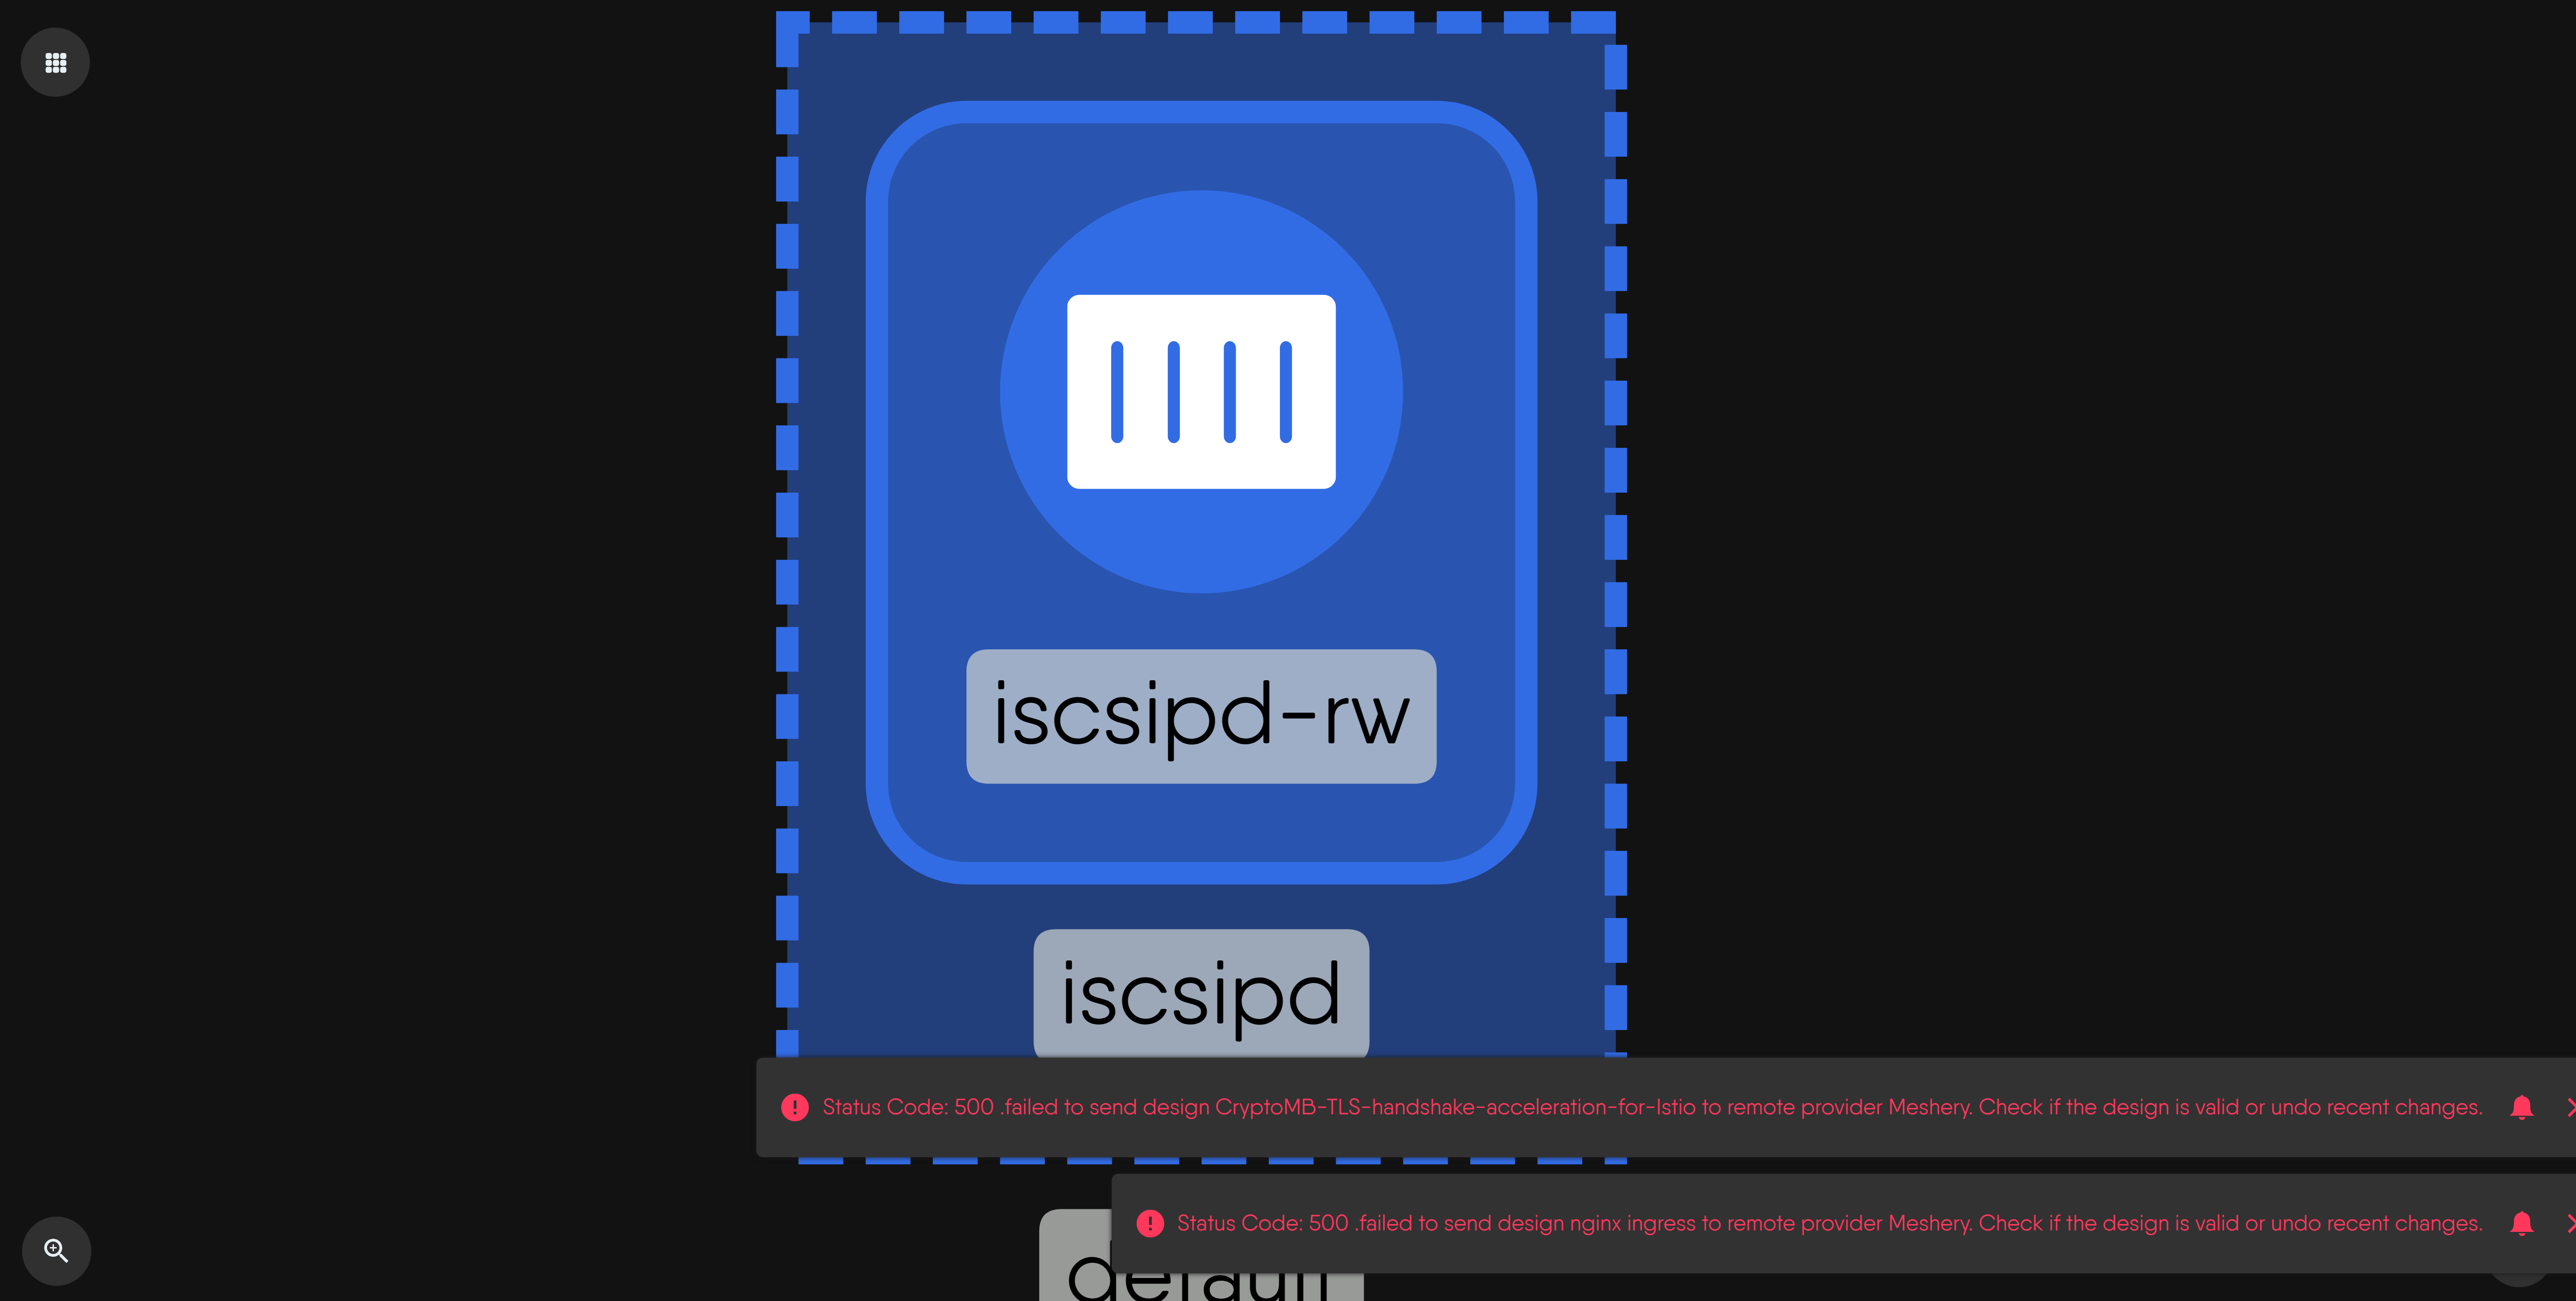 iscsipd-rw
iscsipd
Status Code: 500 .failed to send design CryptoMB-TLS-handshake-acceleration-for-Istio to remote provider Meshery. Check if the design is valid or undo recent changes.
Status Code: 500 .failed to send design nginx ingress to remote provider Meshery. Check if the design is valid or undo recent changes.
default